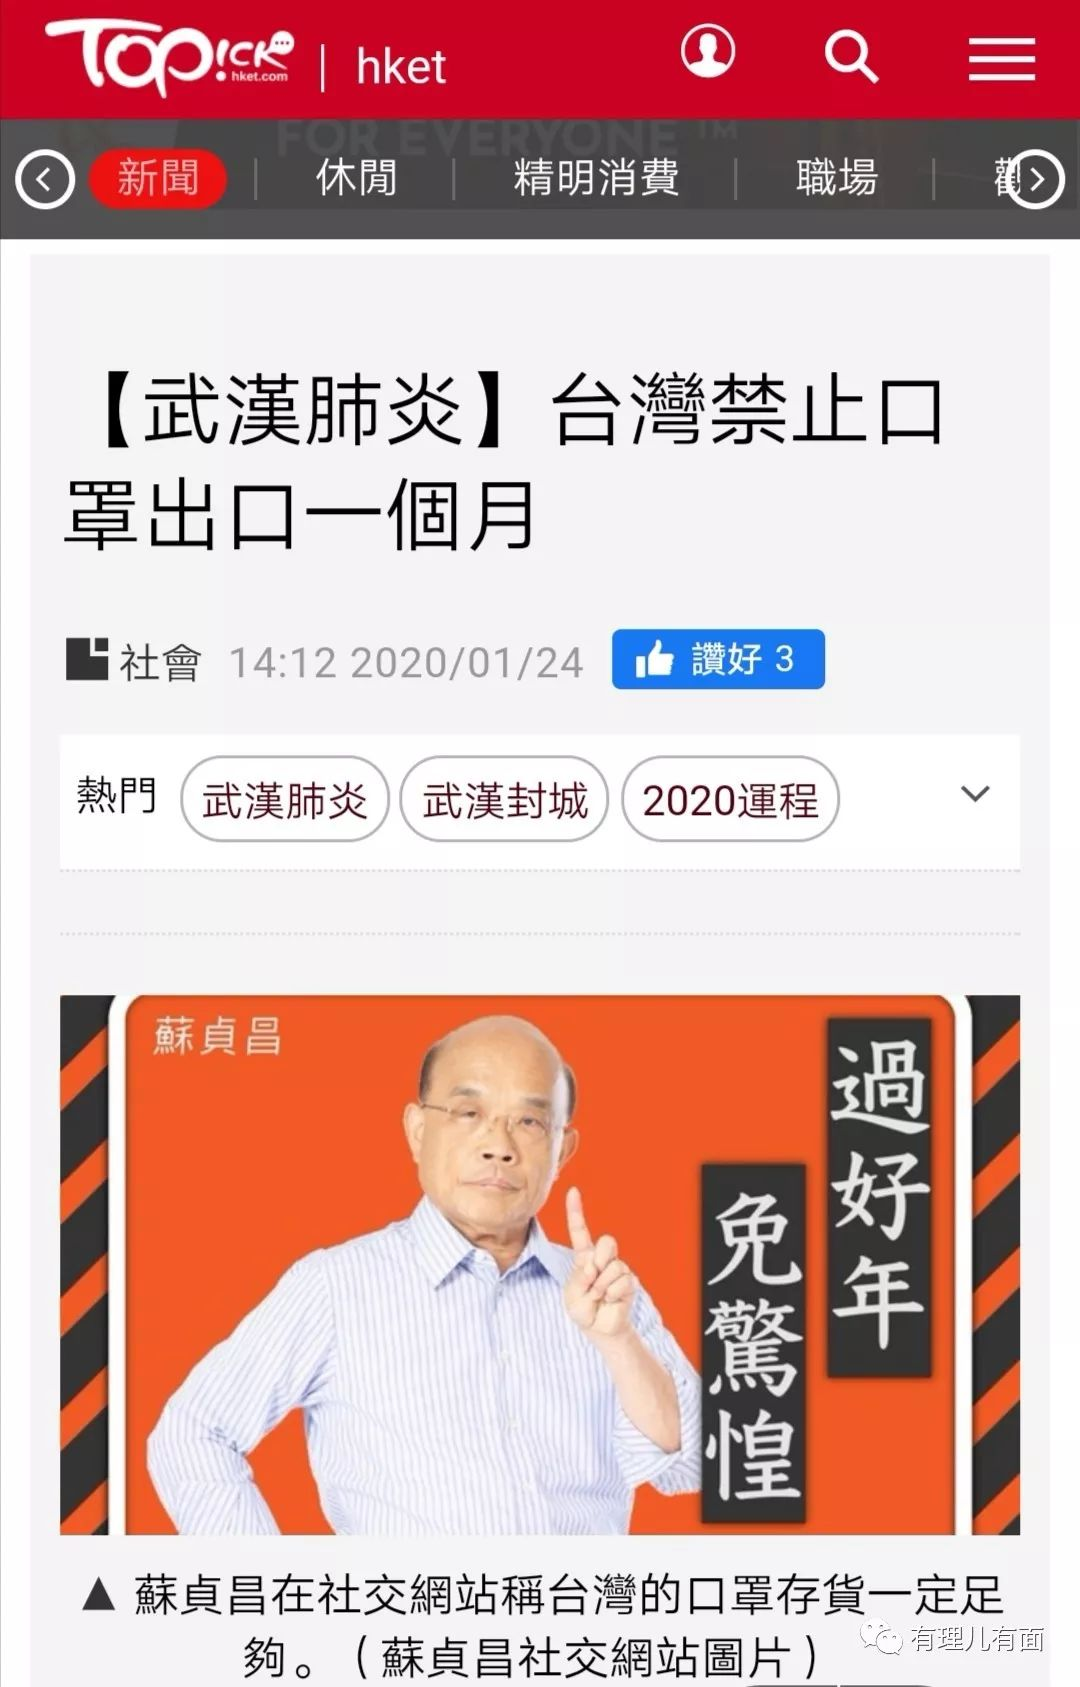 TOPick
hket.com
hket
FOR EVERYONE ™
新聞
休閒
精明消費
職場
【武漢肺炎】台灣禁止口
罩出口一個月
社會 14:12 2020/01/24 讚好 3
熱門 武漢肺炎 武漢封城 2020運程
蘇貞昌
過好年
免驚惶
▲ 蘇貞昌在社交網站稱台灣的口罩存貨一定足
夠。（蘇貞昌社交網站圖片）
有理儿有面